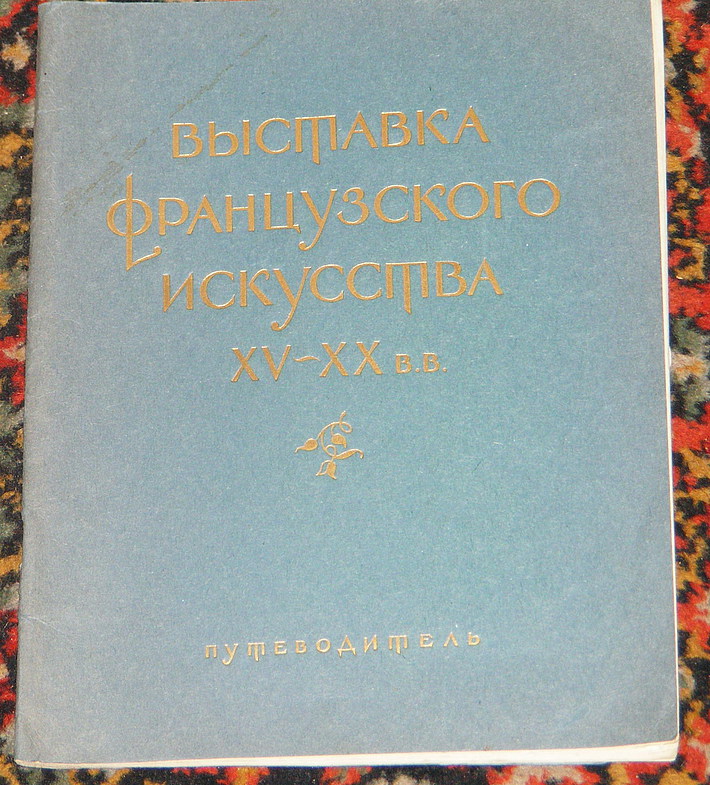 ВЫСТАВКА
ФРАНЦУЗСКОГО
ИСКУССТВА
XV–XX В.В.
ПУТЕВОДИТЕЛЬ